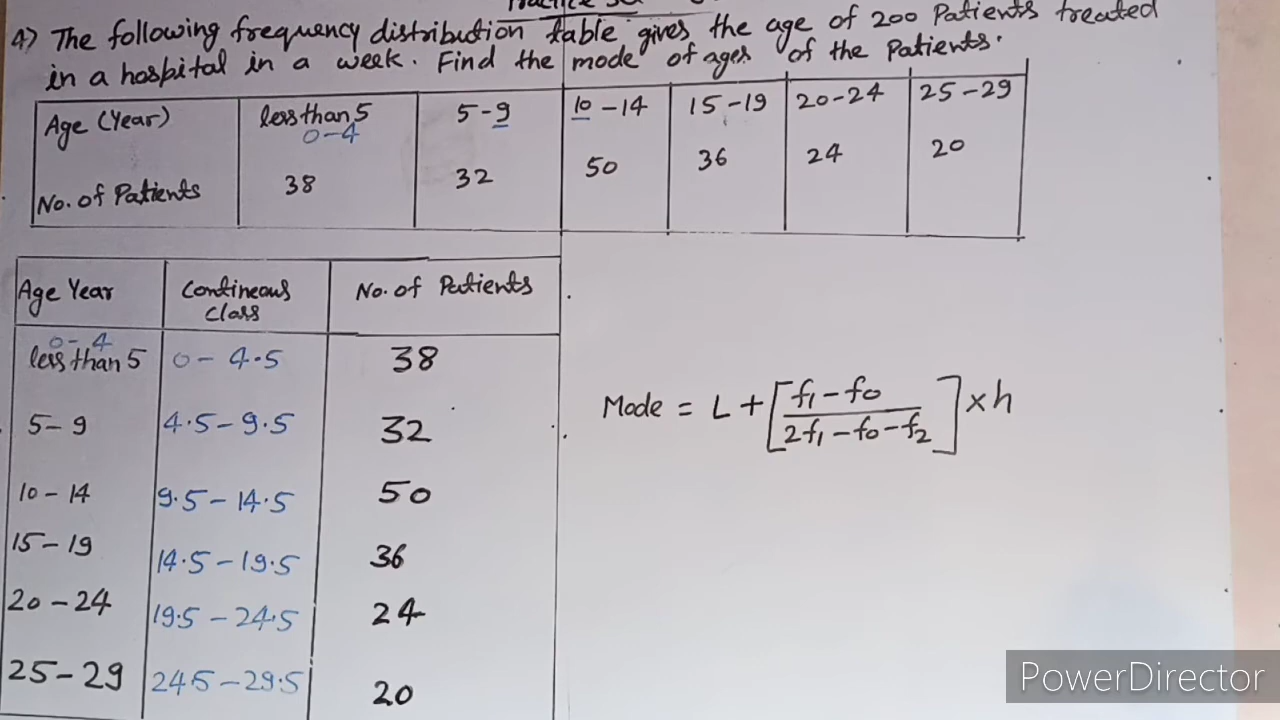 Practice Se
4) The following frequency distribution table gives the age of 200 Patients treated
in a hospital in a week. Find the mode of ages of the Patients.
Age (Year) less than 5 5-9 10-14 15-19 20-24 25-29
0-4
No. of Patients 38 32 50 36 24 20
Age Year Contineous No. of Patients
class
0-4
less than 5 0-4.5 38
5-9 4.5-9.5 32
10-14 9.5-14.5 50
15-19 14.5-19.5 36
20-24 19.5-24.5 24
25-29 245-29.5 20
Mode = L + [f1-f0 / 2f1-f0-f2] × h
PowerDirector